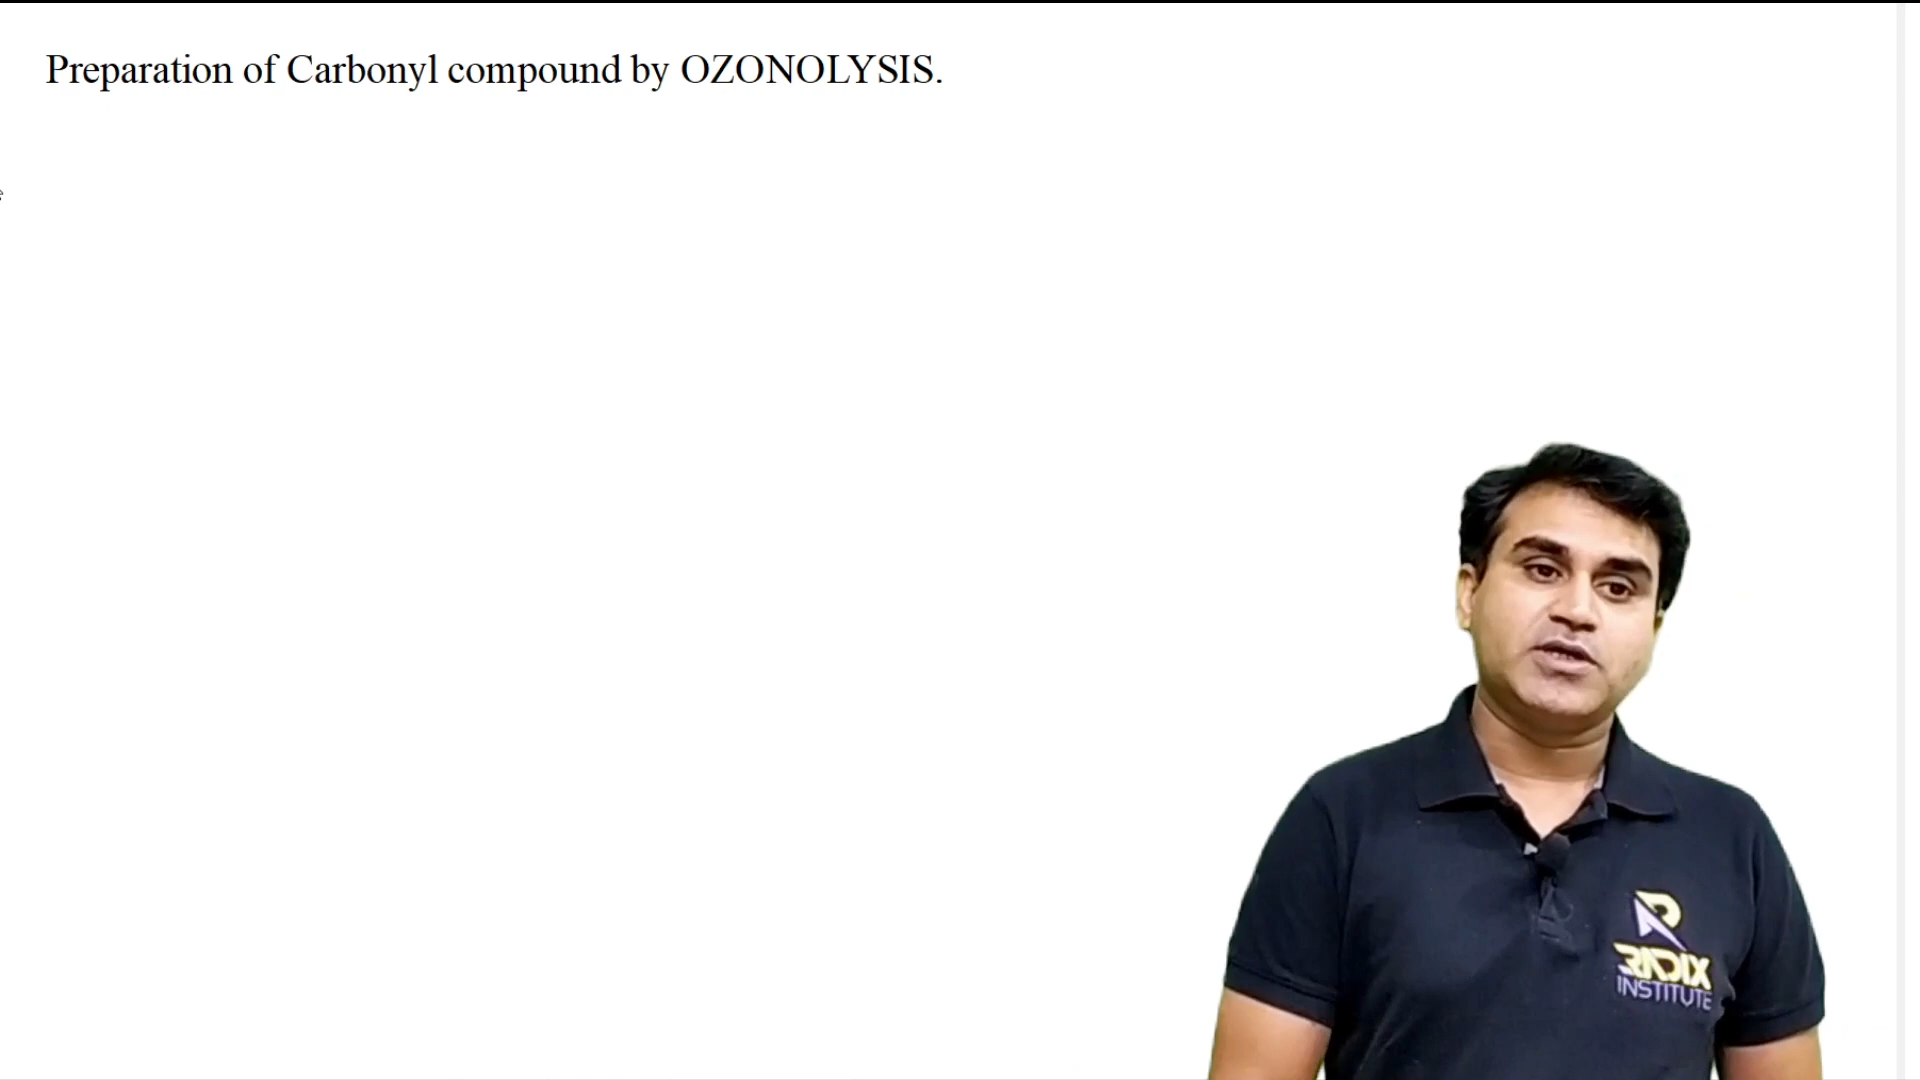 Preparation of Carbonyl compound by OZONOLYSIS.
RADIX
INSTITUTE